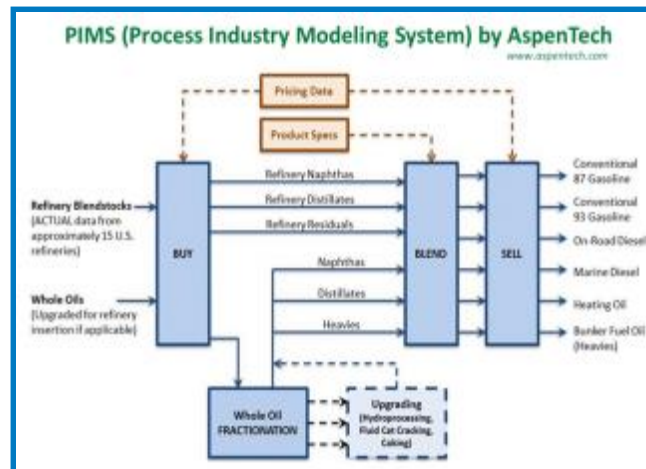 PIMS (Process Industry Modeling System) by AspenTech
www.aspentech.com
Pricing Data
Product Specs
Refinery Naphthas
Refinery Distillates
Refinery Residuals
Naphthas
Distillates
Heavies
Refinery Blendstocks
(ACTUAL data from
approximately 15 U.S.
refineries)
Whole Oils
(Upgraded for refinery
insertion if applicable)
BUY
BLEND
SELL
Conventional
87 Gasoline
Conventional
93 Gasoline
On-Road Diesel
Marine Diesel
Heating Oil
Bunker Fuel Oil
(Heavies)
Whole Oil
FRACTIONATION
Upgrading
(Hydroprocessing,
Fluid Cat Cracking,
Coking)